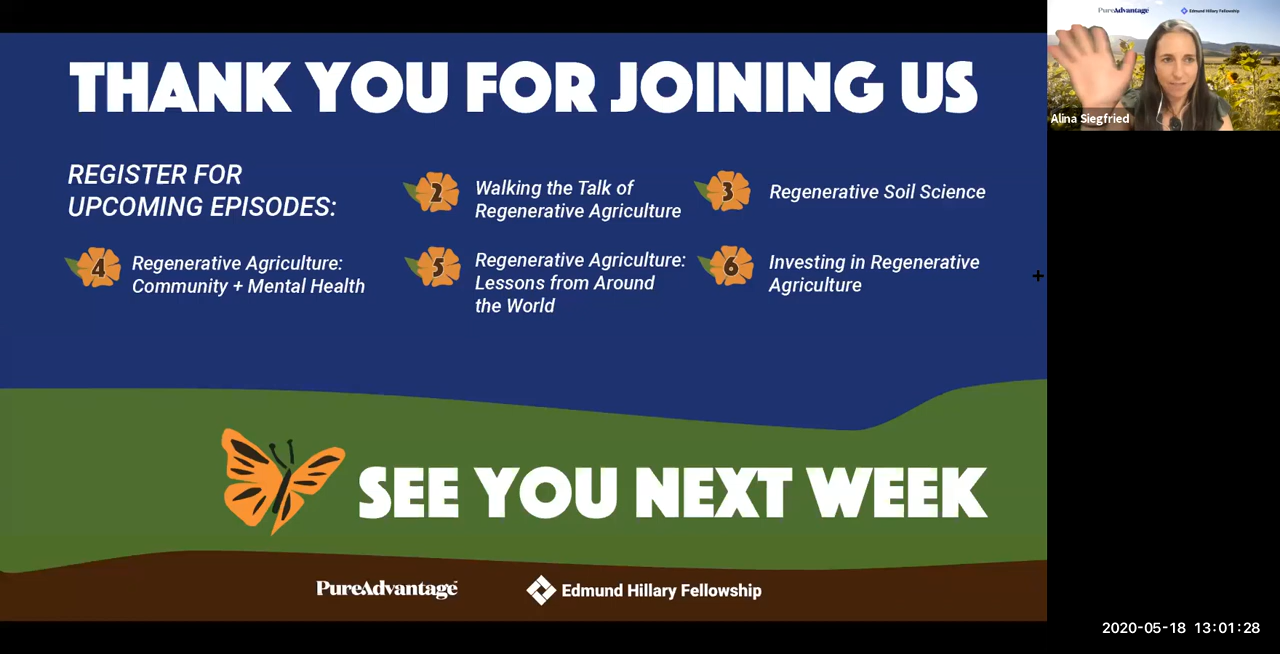 THANK YOU FOR JOINING US
REGISTER FOR
UPCOMING EPISODES:
2
Walking the Talk of
Regenerative Agriculture
3
Regenerative Soil Science
4
Regenerative Agriculture:
Community + Mental Health
5
Regenerative Agriculture:
Lessons from Around
the World
6
Investing in Regenerative
Agriculture
SEE YOU NEXT WEEK
PureAdvantage
Edmund Hillary Fellowship
PureAdvantage
Edmund Hillary Fellowship
Alina Siegfried
2020-05-18 13:01:28